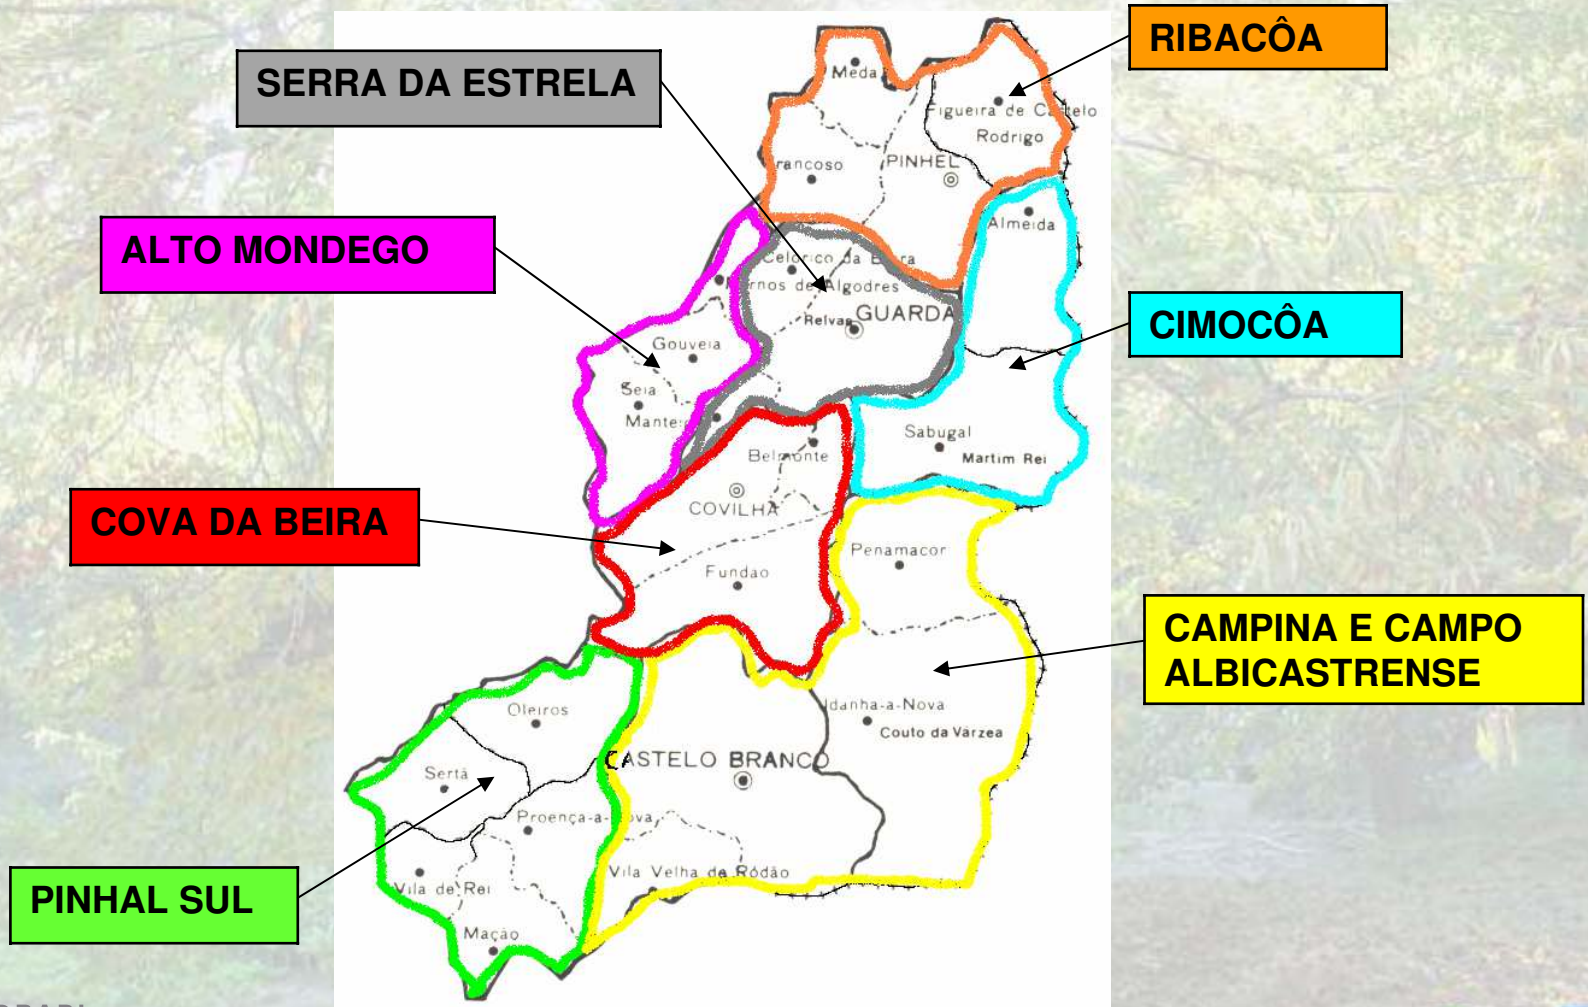 RIBACÔA
SERRA DA ESTRELA
Meda
Figueira de Castelo
Rodrigo
rancoso
PINHEL
Almeida
ALTO MONDEGO
Celorico da Beira
rnos de Algodres
Relvas
GUARDA
CIMOCÔA
Gouveia
Seia
Mantei
Sabugal
Martim Rei
Belmonte
COVILHÃ
COVA DA BEIRA
Penamacor
Fundao
CAMPINA E CAMPO
ALBICASTRENSE
Oleiros
Idanha-a-Nova
Couto da Várzea
CASTELO BRANCO
Sertã
Proença-a-Nova
Vila de Rei
Vila Velha de Ródão
PINHAL SUL
Mação